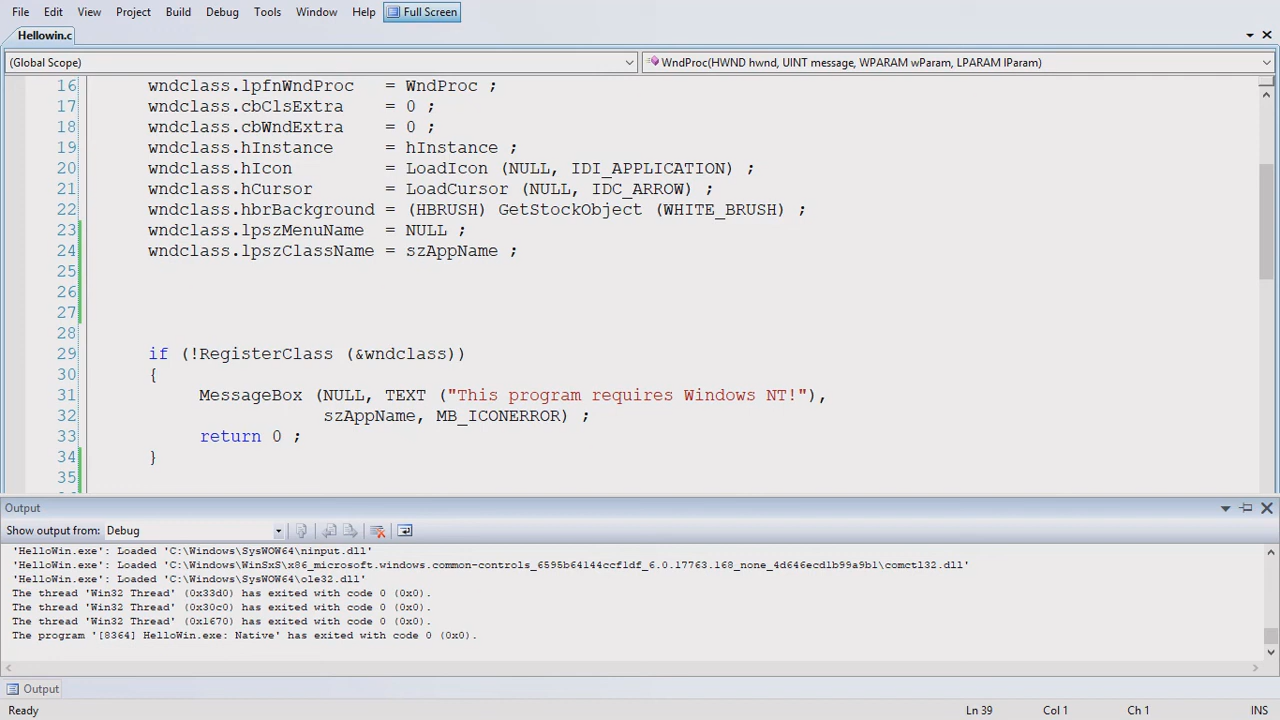 File Edit View Project Build Debug Tools Window Help Full Screen
Hellowin.c
(Global Scope) WndProc(HWND hwnd, UINT message, WPARAM wParam, LPARAM lParam)
16 wndclass.lpfnWndProc = WndProc ;
17 wndclass.cbClsExtra = 0 ;
18 wndclass.cbWndExtra = 0 ;
19 wndclass.hInstance = hInstance ;
20 wndclass.hIcon = LoadIcon (NULL, IDI_APPLICATION) ;
21 wndclass.hCursor = LoadCursor (NULL, IDC_ARROW) ;
22 wndclass.hbrBackground = (HBRUSH) GetStockObject (WHITE_BRUSH) ;
23 wndclass.lpszMenuName = NULL ;
24 wndclass.lpszClassName = szAppName ;
25
26
27
28
29 if (!RegisterClass (&wndclass))
30 {
31 MessageBox (NULL, TEXT ("This program requires Windows NT!"),
32 szAppName, MB_ICONERROR) ;
33 return 0 ;
34 }
35
Output
Show output from: Debug
'HelloWin.exe': Loaded 'C:\Windows\SysWOW64\ninput.dll'
'HelloWin.exe': Loaded 'C:\Windows\WinSxS\x86_microsoft.windows.common-controls_6595b64144ccf1df_6.0.17763.168_none_4d646ecd1b99a9b1\comctl32.dll'
'HelloWin.exe': Loaded 'C:\Windows\SysWOW64\ole32.dll'
The thread 'Win32 Thread' (0x33d0) has exited with code 0 (0x0).
The thread 'Win32 Thread' (0x30c0) has exited with code 0 (0x0).
The thread 'Win32 Thread' (0x1670) has exited with code 0 (0x0).
The program '[8364] HelloWin.exe: Native' has exited with code 0 (0x0).
Output
Ready Ln 39 Col 1 Ch 1 INS